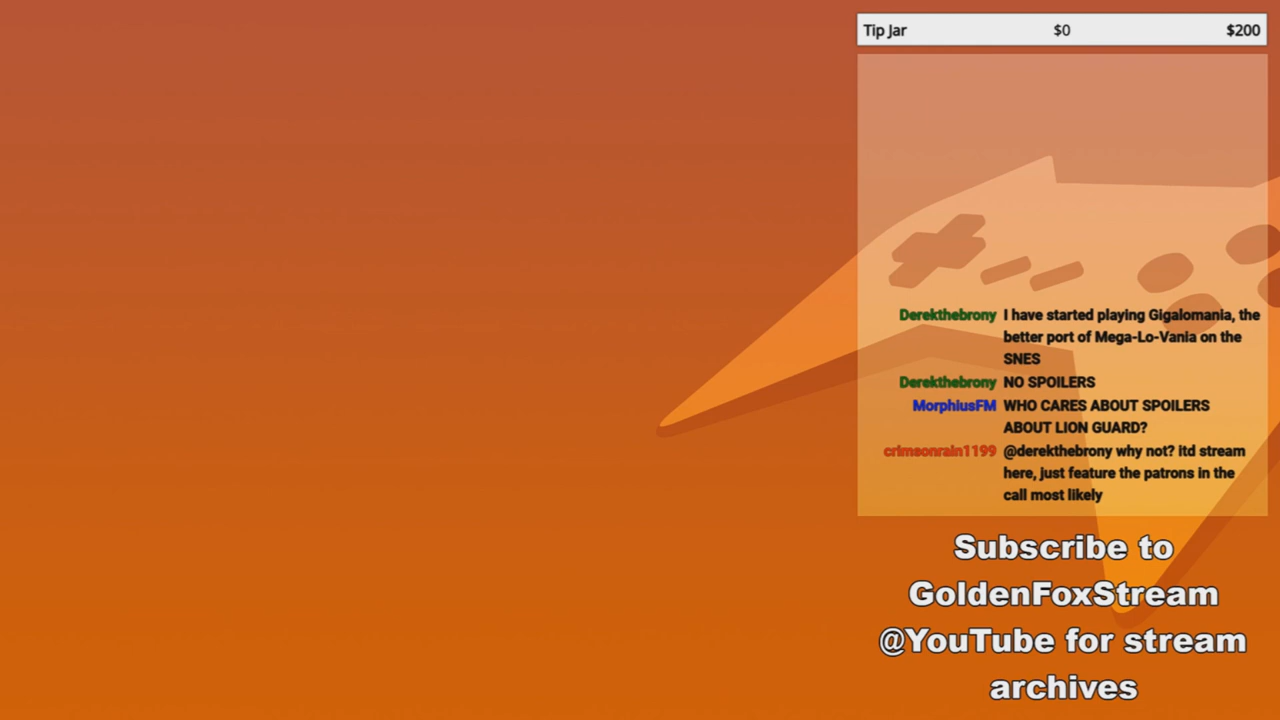 Tip Jar $0 $200
Derekthebrony I have started playing Gigalomania, the
better port of Mega-Lo-Vania on the
SNES
Derekthebrony NO SPOILERS
MorphiusFM WHO CARES ABOUT SPOILERS
ABOUT LION GUARD?
crimsonrain1199 @derekthebrony why not? itd stream
here, just feature the patrons in the
call most likely
Subscribe to
GoldenFoxStream
@YouTube for stream
archives